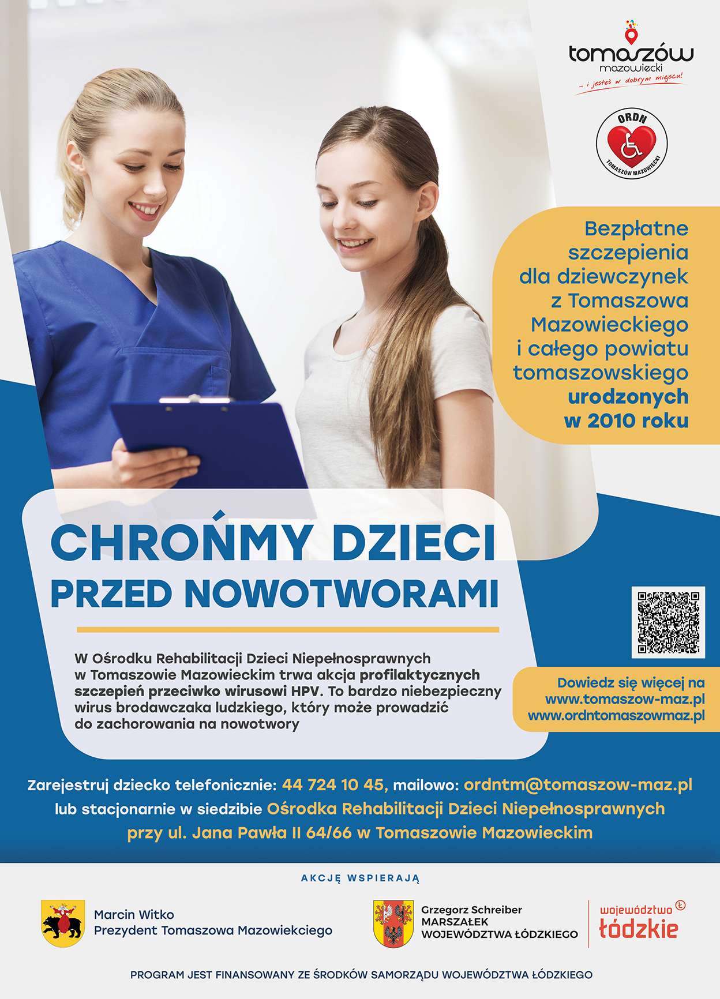 tomaszów
mazowiecki
... i jesteś w dobrym miejscu!
ORDN
TOMASZÓW MAZOWIECKI
Bezpłatne
szczepienia
dla dziewczynek
z Tomaszowa
Mazowieckiego
i całego powiatu
tomaszowskiego
urodzonych
w 2010 roku
CHROŃMY DZIECI
PRZED NOWOTWORAMI
W Ośrodku Rehabilitacji Dzieci Niepełnosprawnych
w Tomaszowie Mazowieckim trwa akcja profilaktycznych
szczepień przeciwko wirusowi HPV. To bardzo niebezpieczny
wirus brodawczaka ludzkiego, który może prowadzić
do zachorowania na nowotwory
Dowiedz się więcej na
www.tomaszow-maz.pl
www.ordntomaszowmaz.pl
Zarejestruj dziecko telefonicznie: 44 724 10 45, mailowo: ordntm@tomaszow-maz.pl
lub stacjonarnie w siedzibie Ośrodka Rehabilitacji Dzieci Niepełnosprawnych
przy ul. Jana Pawła II 64/66 w Tomaszowie Mazowieckim
AKCJĘ WSPIERAJĄ
Marcin Witko
Prezydent Tomaszowa Mazowiekciego
Grzegorz Schreiber
MARSZAŁEK
WOJEWÓDZTWA ŁÓDZKIEGO
województwo Ł
łódzkie
PROGRAM JEST FINANSOWANY ZE ŚRODKÓW SAMORZĄDU WOJEWÓDZTWA ŁÓDZKIEGO